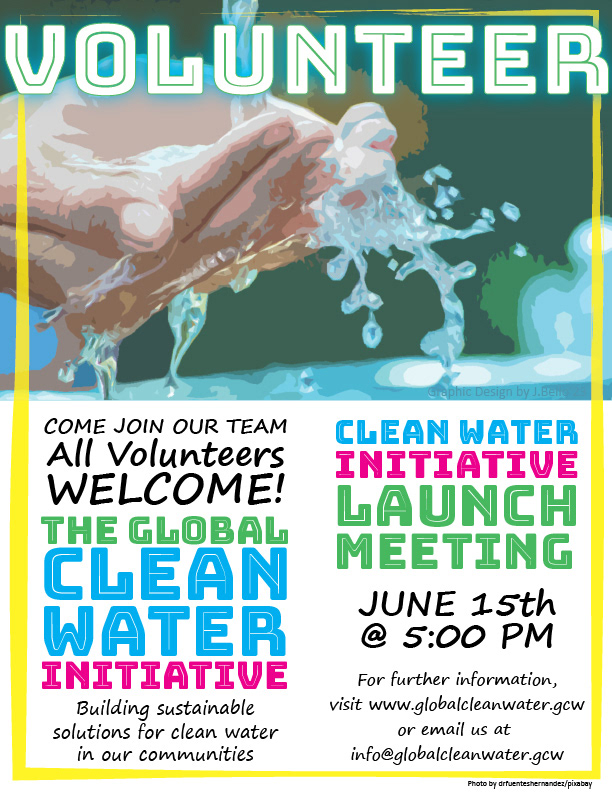 VOLUNTEER
Graphic Design by J.
COME JOIN OUR TEAM
All Volunteers
WELCOME!
THE GLOBAL
CLEAN
WATER
INITIATIVE
Building sustainable
solutions for clean water
in our communities
CLEAN WATER
INITIATIVE
LAUNCH
MEETING
JUNE 15th
@ 5:00 PM
For further information,
visit www.globalcleanwater.gcw
or email us at
info@globalcleanwater.gcw
Photo by drfuenteshernandez/pixabay